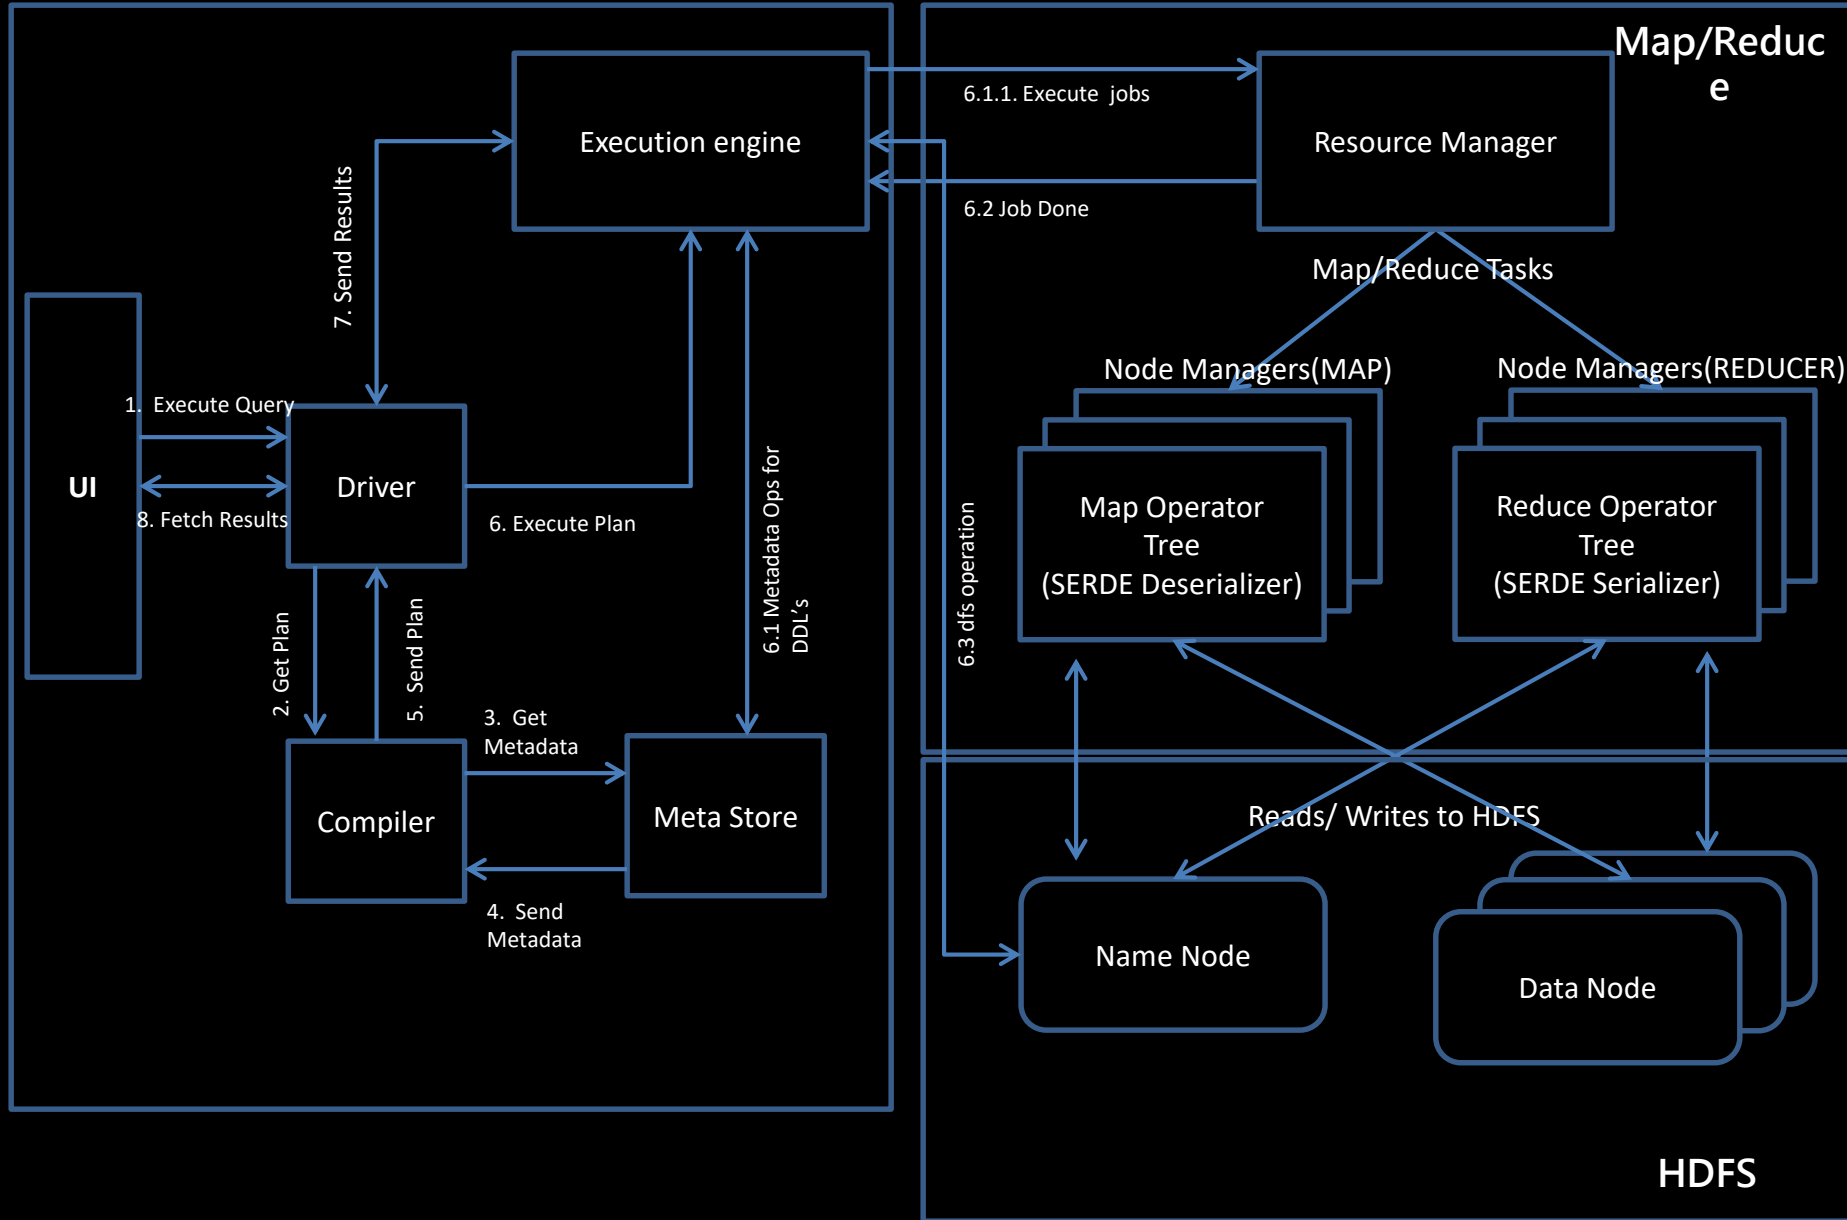 Map/Reduc
e
Execution engine
6.1.1. Execute  jobs
Resource Manager
6.2 Job Done
7. Send Results
Map/Reduce Tasks
Node Managers(MAP)
Node Managers(REDUCER)
1.  Execute Query
UI
Driver
8. Fetch Results
6. Execute Plan
6.1 Metadata Ops for
DDL's
6.3 dfs operation
Map Operator
Tree
(SERDE Deserializer)
Reduce Operator
Tree
(SERDE Serializer)
2. Get Plan
5.  Send Plan
3.  Get
Metadata
Compiler
Meta Store
4.  Send
Metadata
Reads/ Writes to HDFS
Name Node
Data Node
HDFS